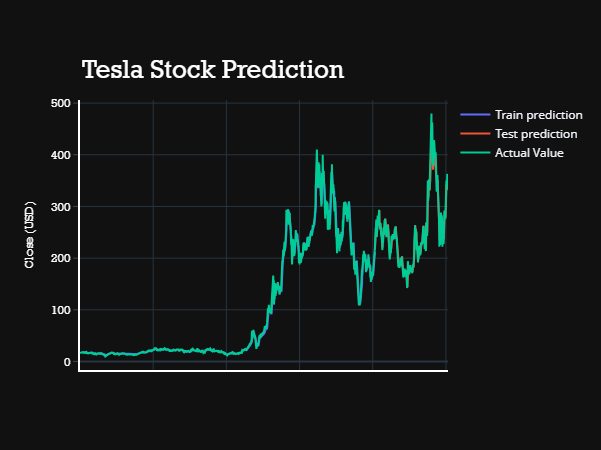 Tesla Stock Prediction
500
400
300
200
100
0
Close (USD)
Train prediction
Test prediction
Actual Value